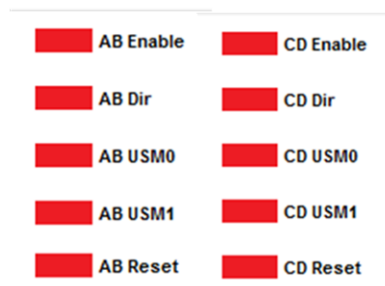 AB Enable
AB Dir
AB USM0
AB USM1
AB Reset
CD Enable
CD Dir
CD USM0
CD USM1
CD Reset